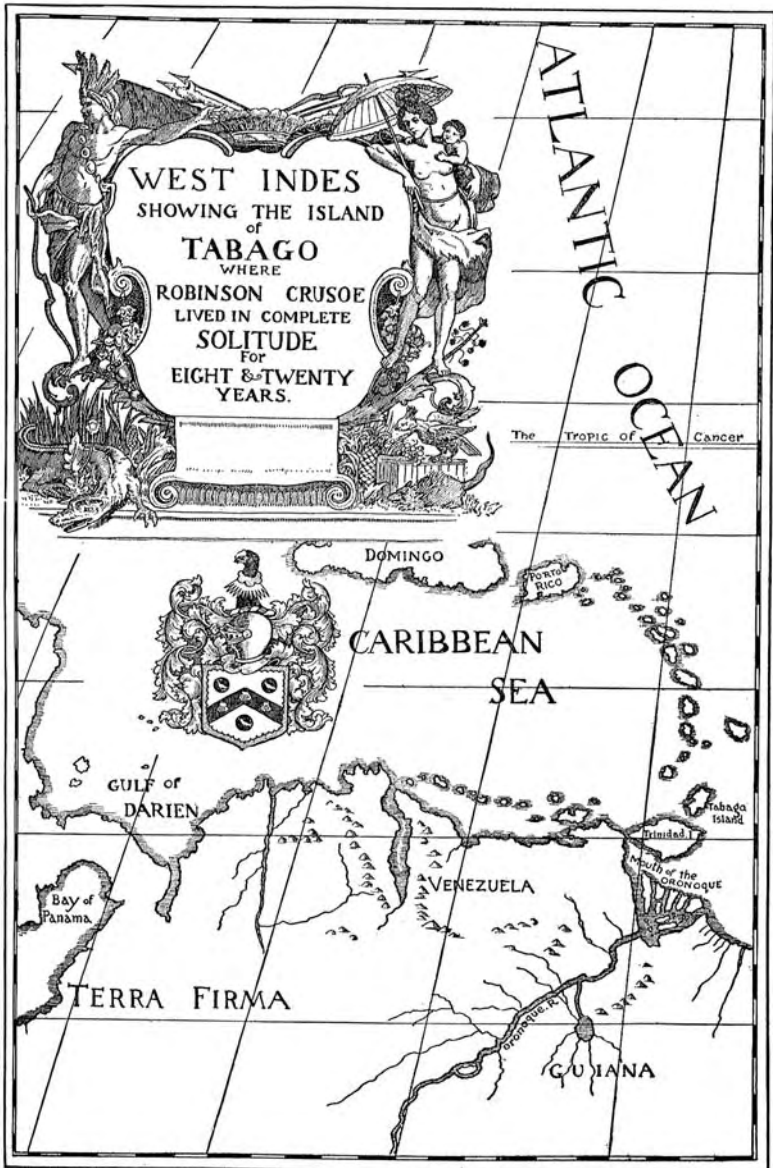 WEST INDES
SHOWING THE ISLAND
of
TABAGO
WHERE
ROBINSON CRUSOE
LIVED IN COMPLETE
SOLITUDE
For
EIGHT & TWENTY
YEARS.
ATLANTIC OCEAN
The Tropic of Cancer
DOMINGO
PORTO
RICO
CARIBBEAN
SEA
GULF of
DARIEN
Tabaga
Island
Trinidad. I.
Mouth of the
ORONOQUE
Bay of
Panama
VENEZUELA
TERRA FIRMA
Oronoque. R.
GUIANA